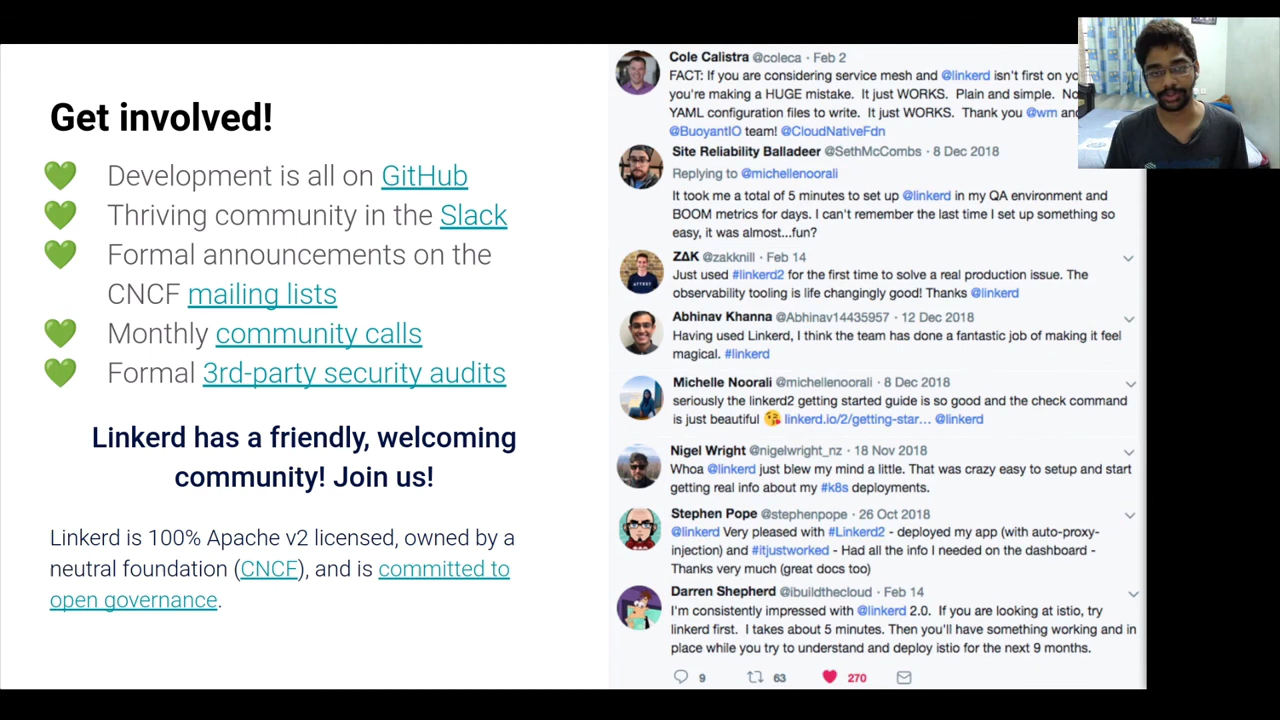 Get involved!
Development is all on GitHub
Thriving community in the Slack
Formal announcements on the
CNCF mailing lists
Monthly community calls
Formal 3rd-party security audits
Linkerd has a friendly, welcoming
community! Join us!
Linkerd is 100% Apache v2 licensed, owned by a
neutral foundation (CNCF), and is committed to
open governance.
Cole Calistra @coleca · Feb 2
FACT: If you are considering service mesh and @linkerd isn't first on
you're making a HUGE mistake. It just WORKS. Plain and simple.
YAML configuration files to write. It just WORKS. Thank you @wm and
@BuoyantIO team! @CloudNativeFdn
Site Reliability Balladeer @SethMcCombs · 8 Dec 2018
Replying to @michellenoorali
It took me a total of 5 minutes to set up @linkerd in my QA environment and
BOOM metrics for days. I can't remember the last time I set up something so
easy, it was almost...fun?
ZΔK @zakknill · Feb 14
Just used #linkerd2 for the first time to solve a real production issue. The
observability tooling is life changingly good! Thanks @linkerd
Abhinav Khanna @Abhinav14435957 · 12 Dec 2018
Having used Linkerd, I think the team has done a fantastic job of making it feel
magical. #linkerd
Michelle Noorali @michellenoorali · 8 Dec 2018
seriously the linkerd2 getting started guide is so good and the check command
is just beautiful 😘 linkerd.io/2/getting-star... @linkerd
Nigel Wright @nigelwright_nz · 18 Nov 2018
Whoa @linkerd just blew my mind a little. That was crazy easy to setup and start
getting real info about my #k8s deployments.
Stephen Pope @stephenpope · 26 Oct 2018
@linkerd Very pleased with #Linkerd2 - deployed my app (with auto-proxy-
injection) and #itjustworked - Had all the info I needed on the dashboard -
Thanks very much (great docs too)
Darren Shepherd @ibuildthecloud · Feb 14
I'm consistently impressed with @linkerd 2.0. If you are looking at istio, try
linkerd first. I takes about 5 minutes. Then you'll have something working and in
place while you try to understand and deploy istio for the next 9 months.
9 63 270